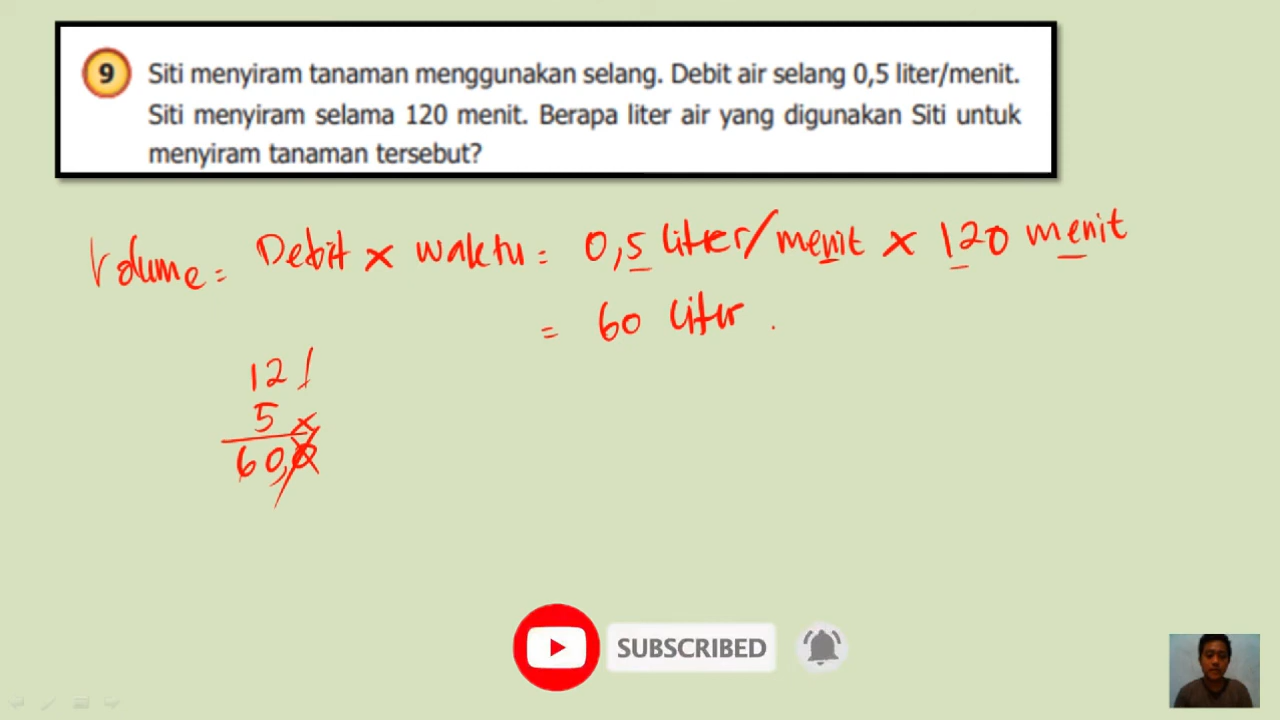 9 Siti menyiram tanaman menggunakan selang. Debit air selang 0,5 liter/menit.
Siti menyiram selama 120 menit. Berapa liter air yang digunakan Siti untuk
menyiram tanaman tersebut?
Volume = Debit x waktu = 0,5 liter/menit x 120 menit
= 60 liter.
12
5 x
60,0
SUBSCRIBED